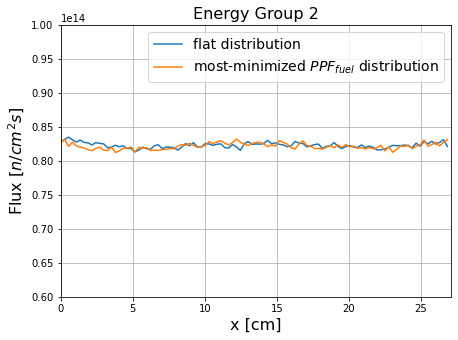 Energy Group 2
1e14
flat distribution
most-minimized PPF_fuel distribution
1.00
0.95
0.90
0.85
0.80
0.75
0.70
0.65
0.60
Flux [n/cm²s]
0 5 10 15 20 25
x [cm]